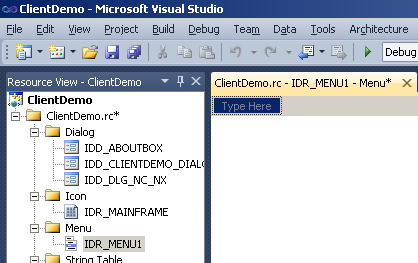 ClientDemo - Microsoft Visual Studio
File Edit View Project Build Debug Team Data Tools Architecture
Debug
Resource View - ClientDemo
ClientDemo.rc - IDR_MENU1 - Menu*
Type Here
ClientDemo
ClientDemo.rc*
Dialog
IDD_ABOUTBOX
IDD_CLIENTDEMO_DIALO
IDD_DLG_NC_NX
Icon
IDR_MAINFRAME
Menu
IDR_MENU1
String Table